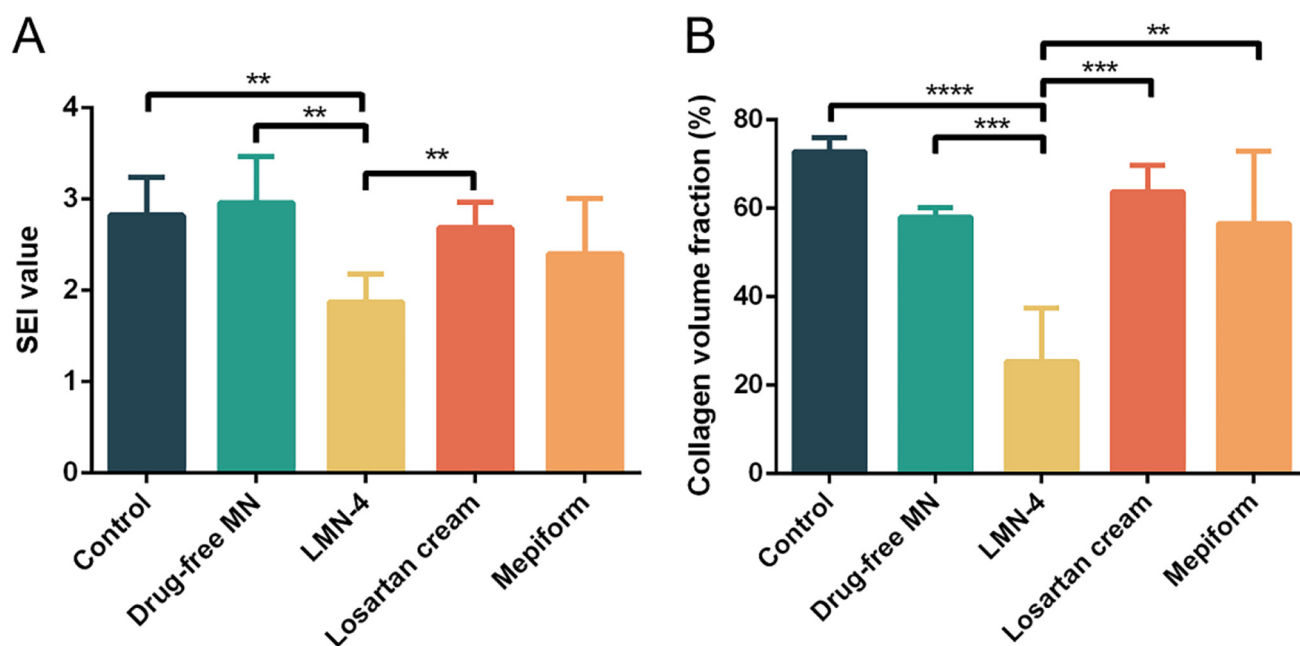 A
SEI value
4
3
2
1
0
**
**
**
Control
Drug-free MN
LMN-4
Losartan cream
Mepiform
B
Collagen volume fraction (%)
80
60
40
20
0
**
***
****
***
Control
Drug-free MN
LMN-4
Losartan cream
Mepiform